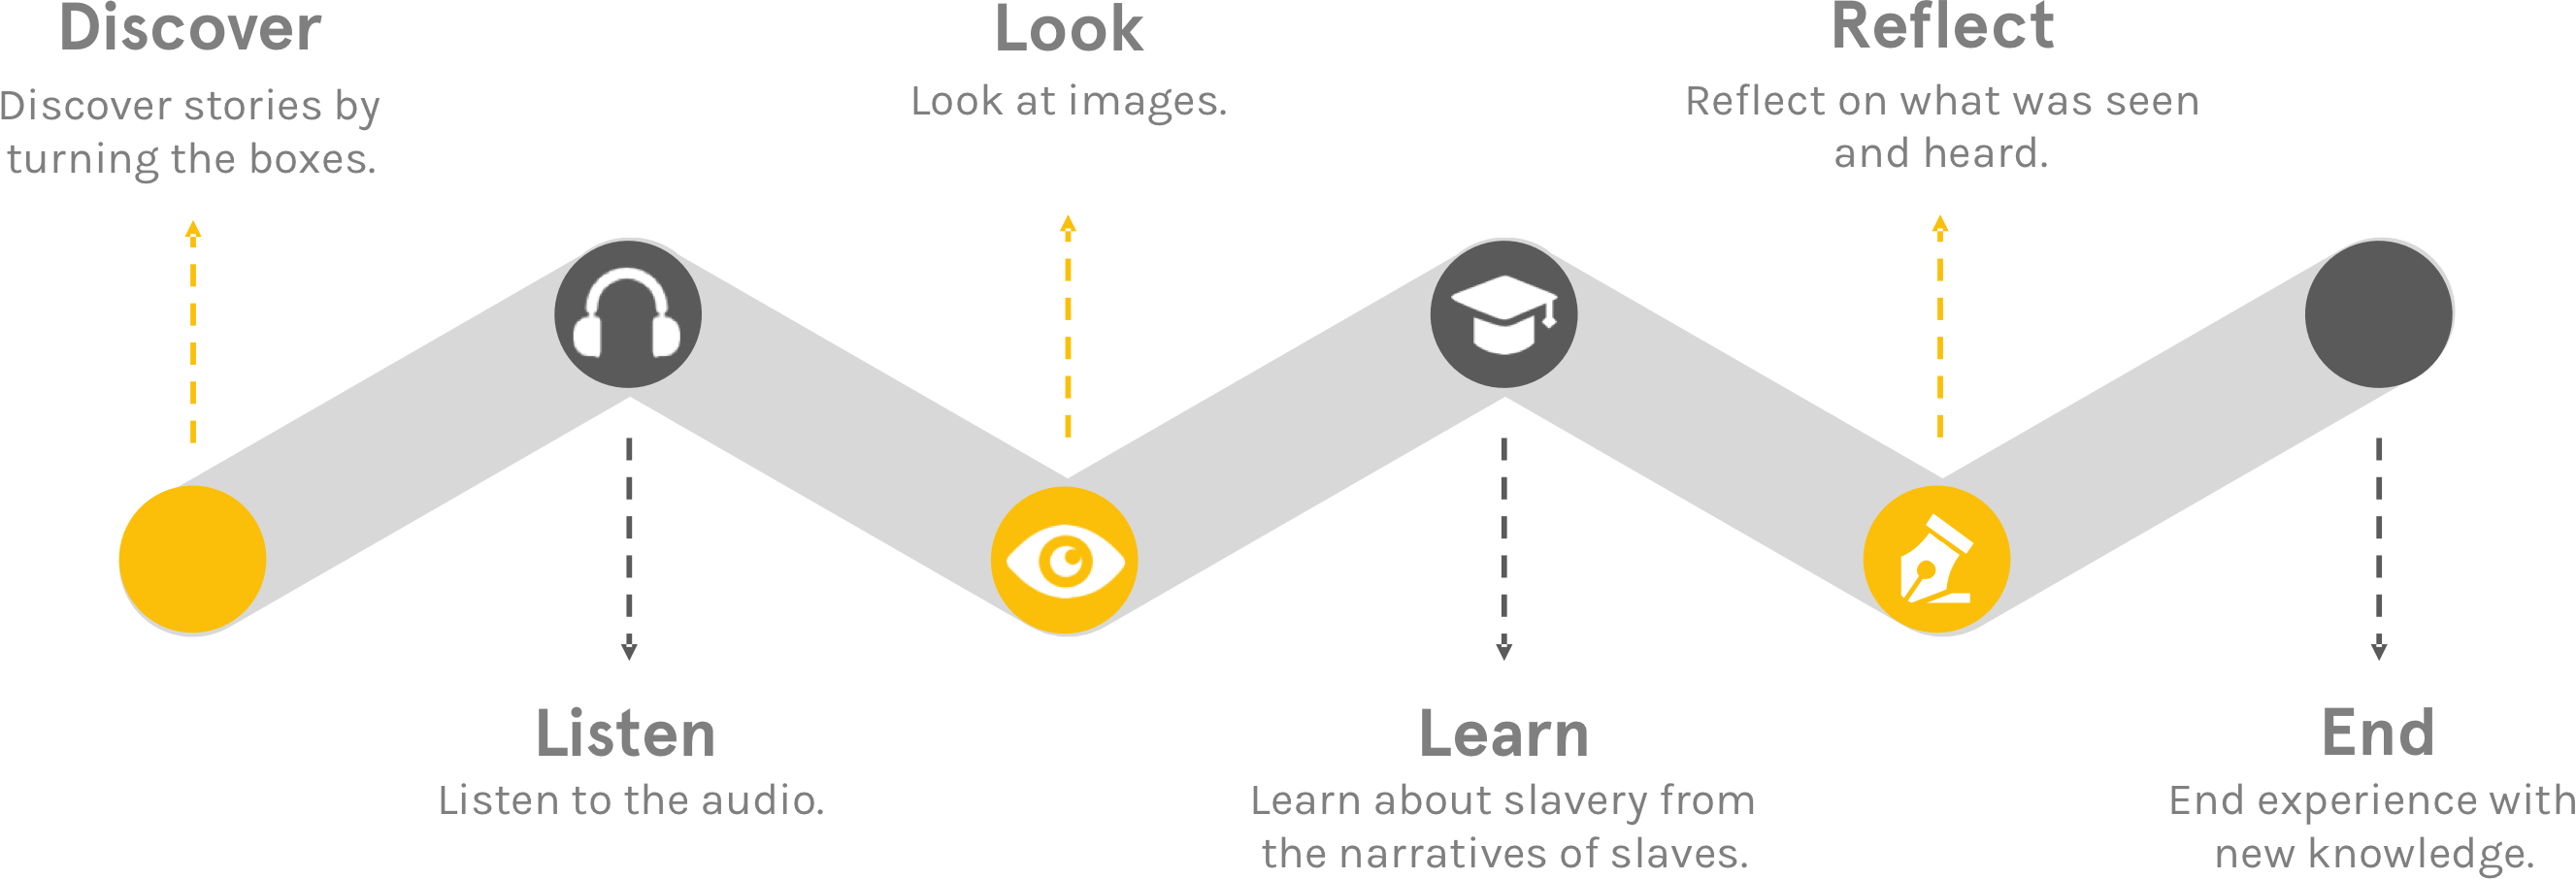 Discover
Discover stories by
turning the boxes.
Listen
Listen to the audio.
Look
Look at images.
Learn
Learn about slavery from
the narratives of slaves.
Reflect
Reflect on what was seen
and heard.
End
End experience with
new knowledge.